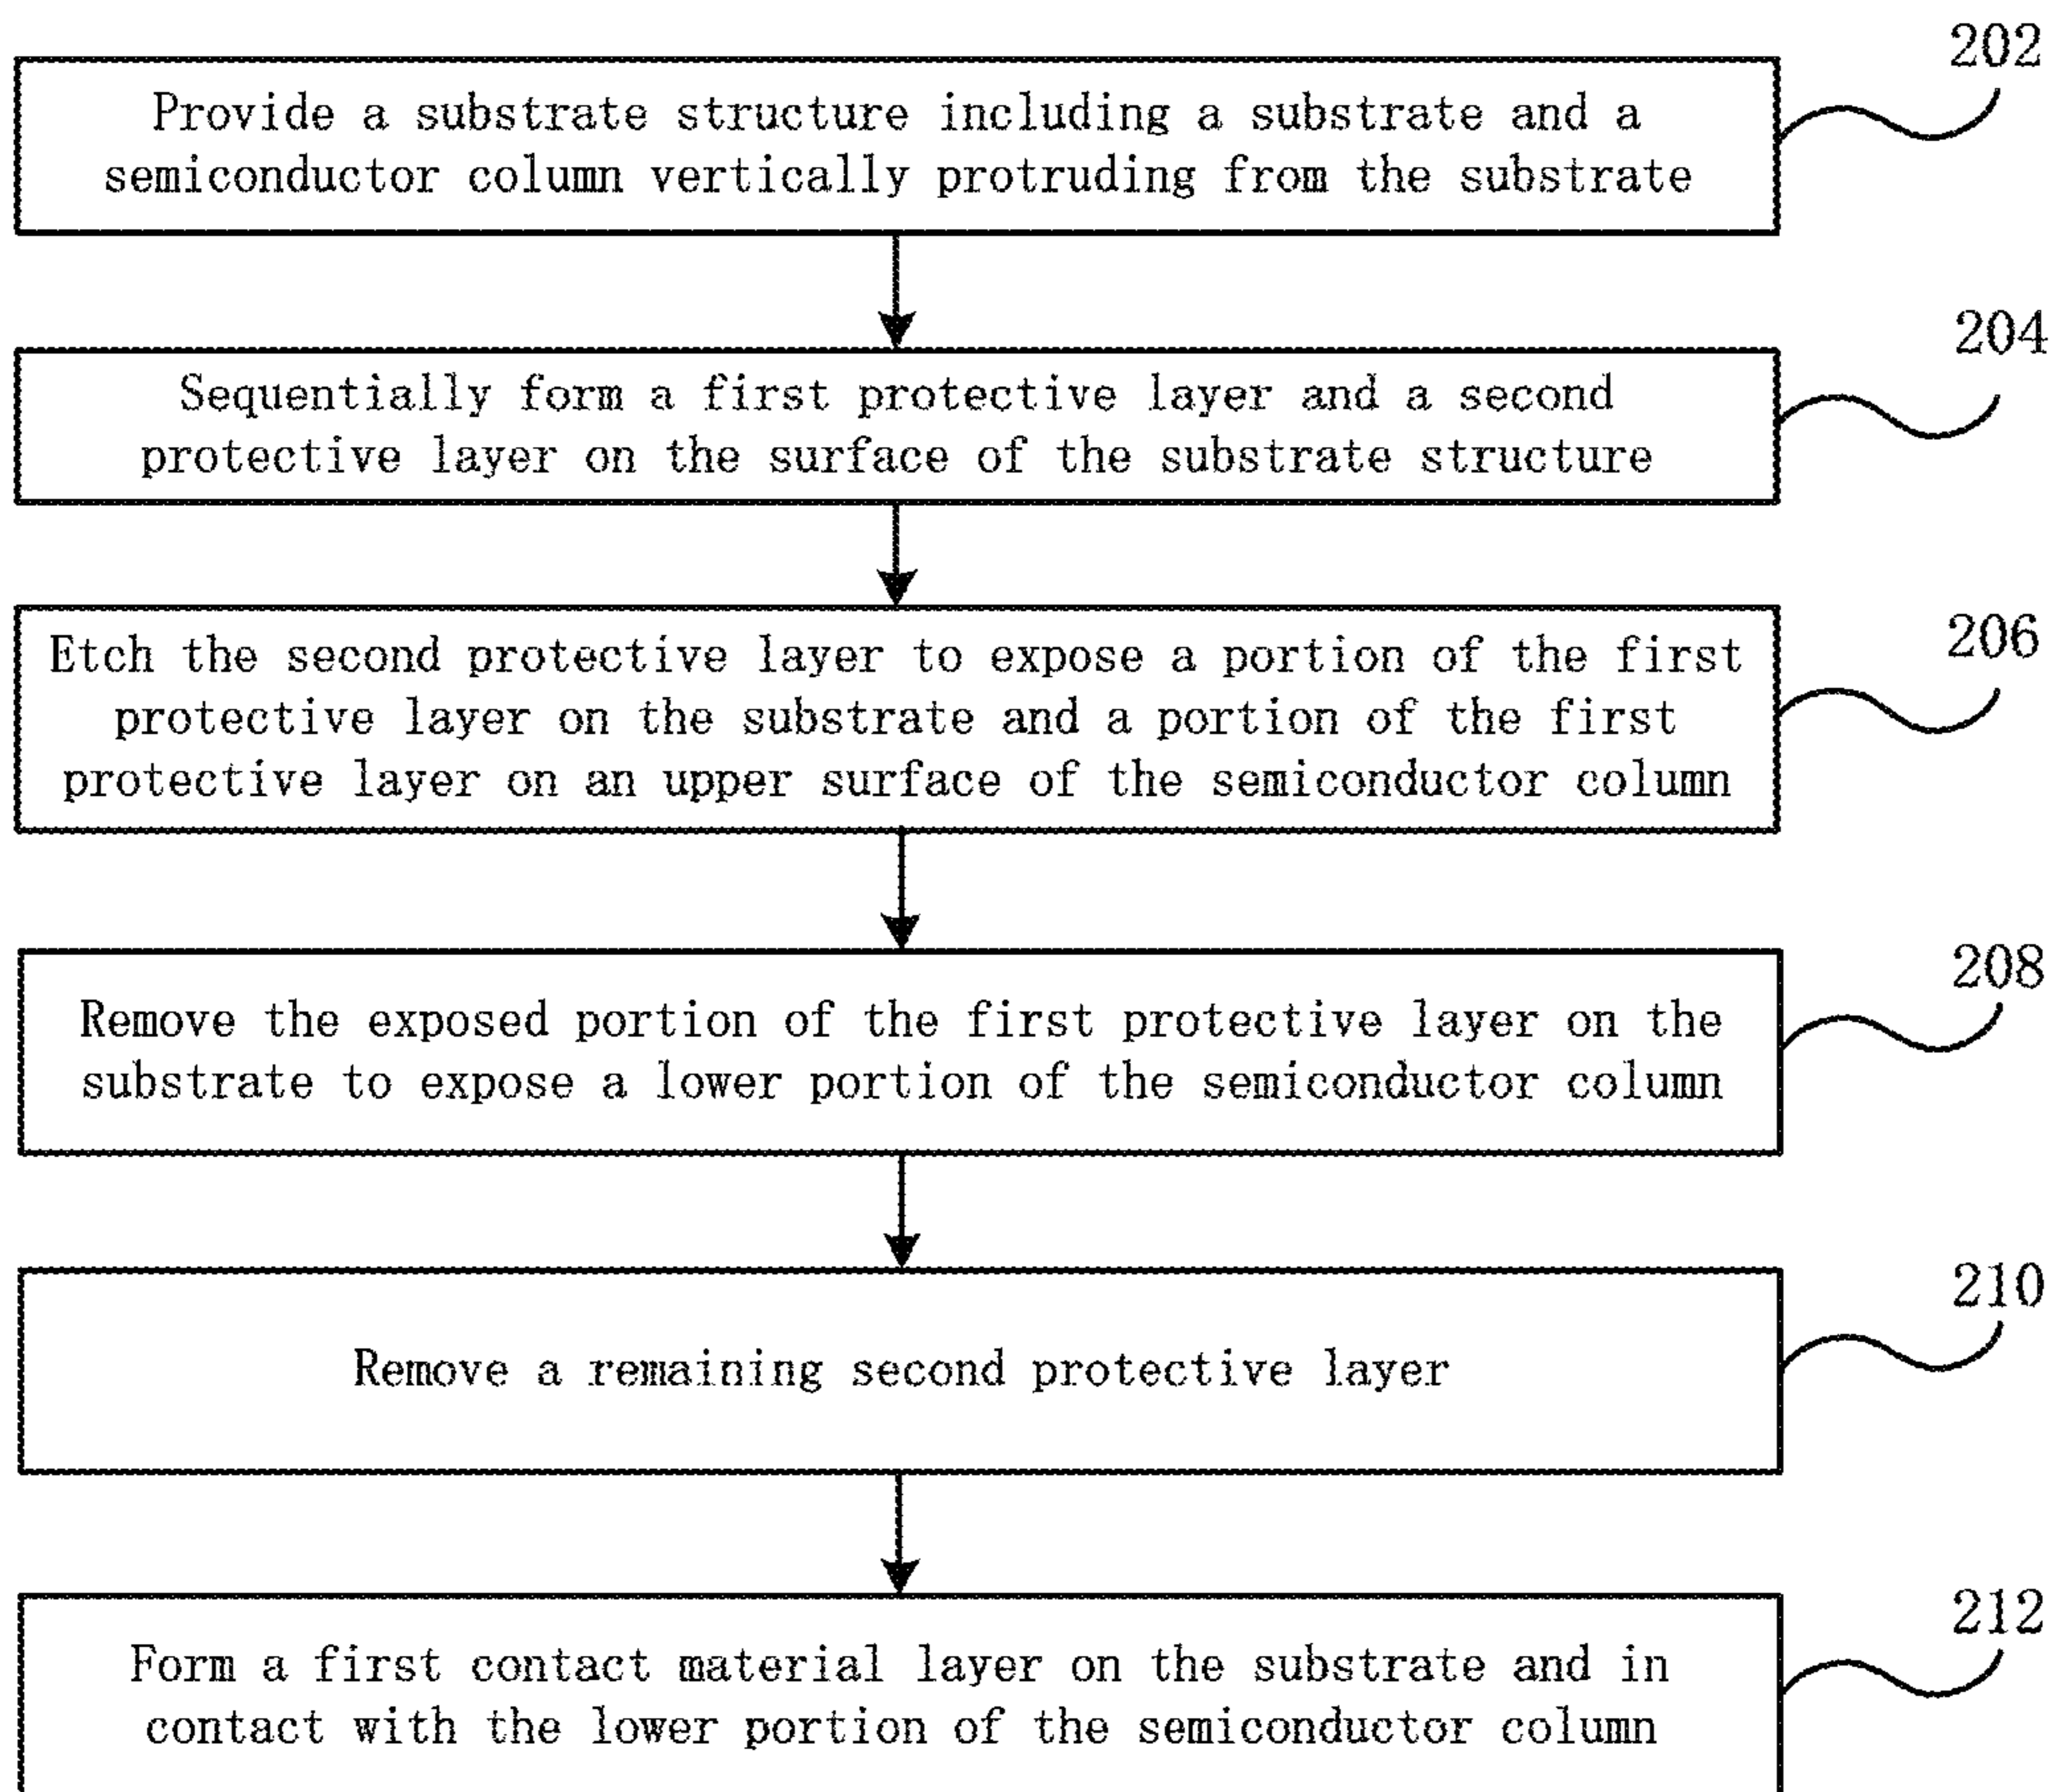 202
Provide a substrate structure including a substrate and a
semiconductor column vertically protruding from the substrate
204
Sequentially form a first protective layer and a second
protective layer on the surface of the substrate structure
206
Etch the second protective layer to expose a portion of the first
protective layer on the substrate and a portion of the first
protective layer on an upper surface of the semiconductor column
208
Remove the exposed portion of the first protective layer on the
substrate to expose a lower portion of the semiconductor column
210
Remove a remaining second protective layer
212
Form a first contact material layer on the substrate and in
contact with the lower portion of the semiconductor column